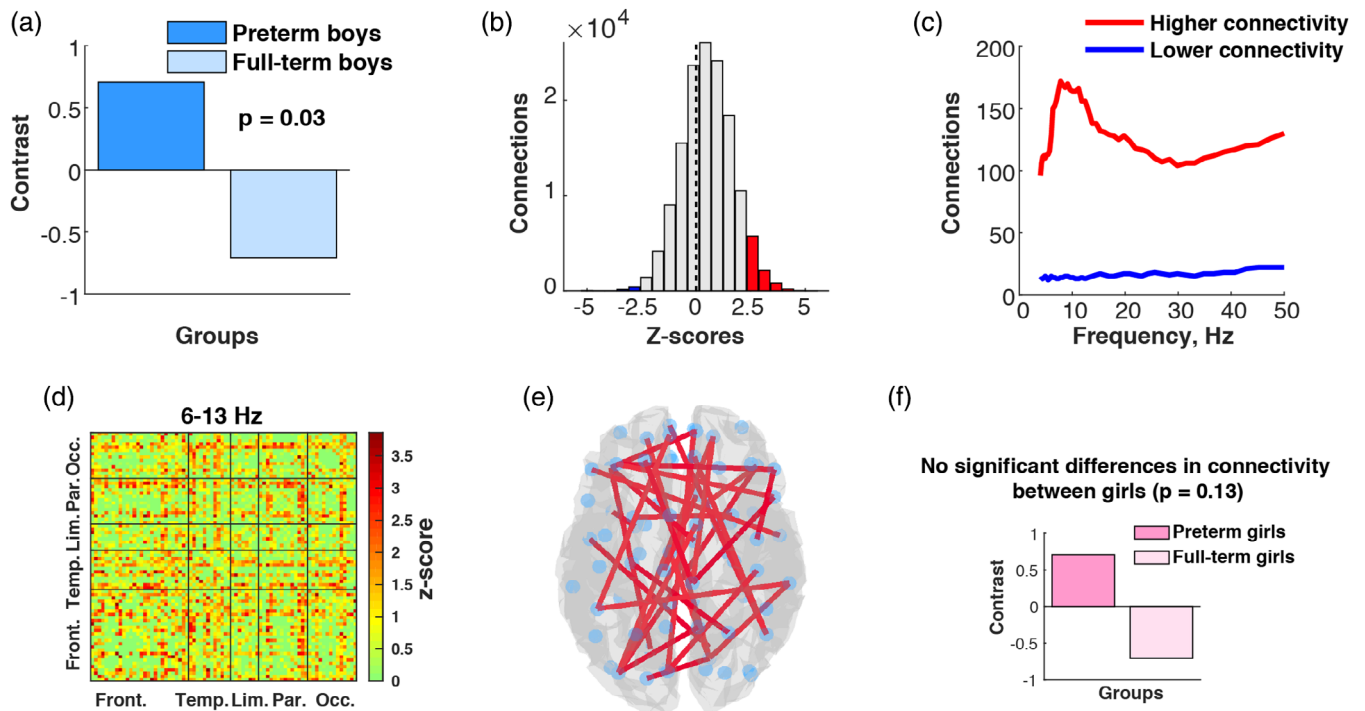 (a)
Preterm boys
Full-term boys
1
0.5
0
-0.5
-1
Contrast
p = 0.03
Groups
(b)
×10^4
2
1
0
Connections
-5 -2.5 0 2.5 5
Z-scores
(c)
Higher connectivity
Lower connectivity
200
150
100
50
0
Connections
0 10 20 30 40 50
Frequency, Hz
(d)
6-13 Hz
Front. Temp. Lim. Par. Occ.
Front. Temp. Lim. Par. Occ.
3.5
3
2.5
2
1.5
1
0.5
0
z-score
(e)
(f)
No significant differences in connectivity
between girls (p = 0.13)
Preterm girls
Full-term girls
1
0.5
0
-0.5
-1
Contrast
Groups